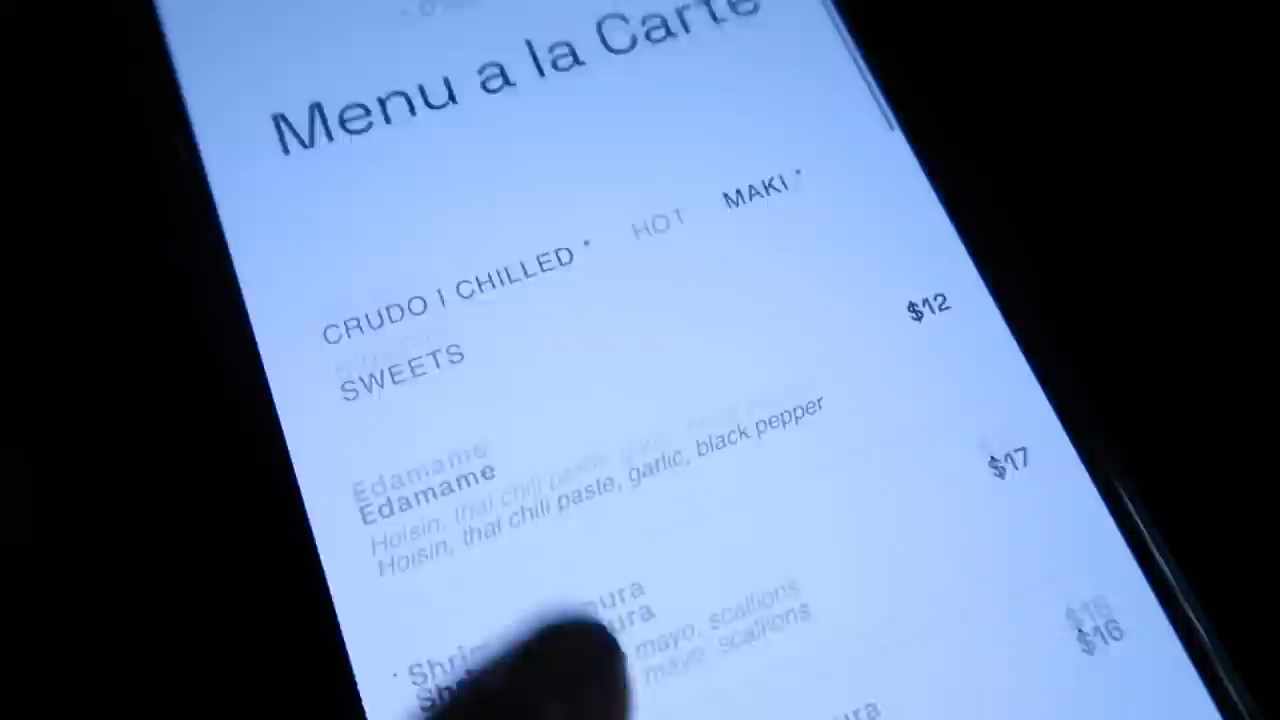 Menu a la Carte
CRUDO I CHILLED * HOT MAKI *
SWEETS
Edamame $12
Hoisin, thai chili paste, garlic, black pepper
$17
mayo, scallions
$16